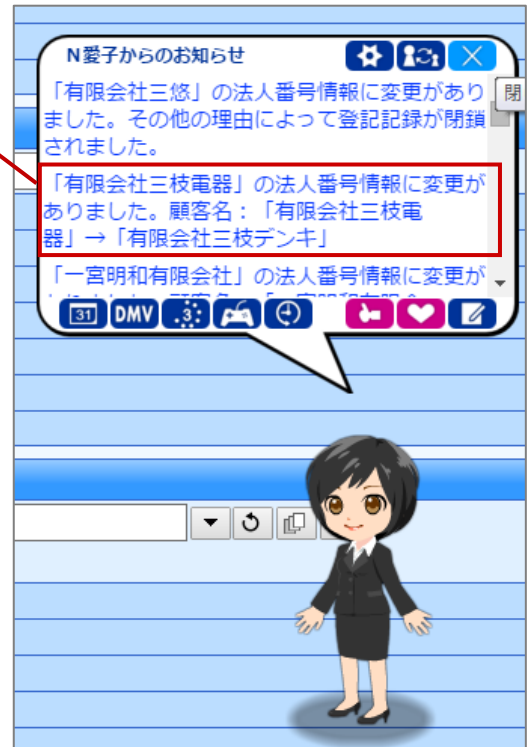 N愛子からのお知らせ
「有限会社三悠」の法人番号情報に変更があり
ました。その他の理由によって登記記録が閉鎖
されました。
閉
「有限会社三枝電器」の法人番号情報に変更が
ありました。顧客名：「有限会社三枝電
器」→「有限会社三枝デンキ」
「一宮明和有限会社」の法人番号情報に変更が
31 DMV .3: